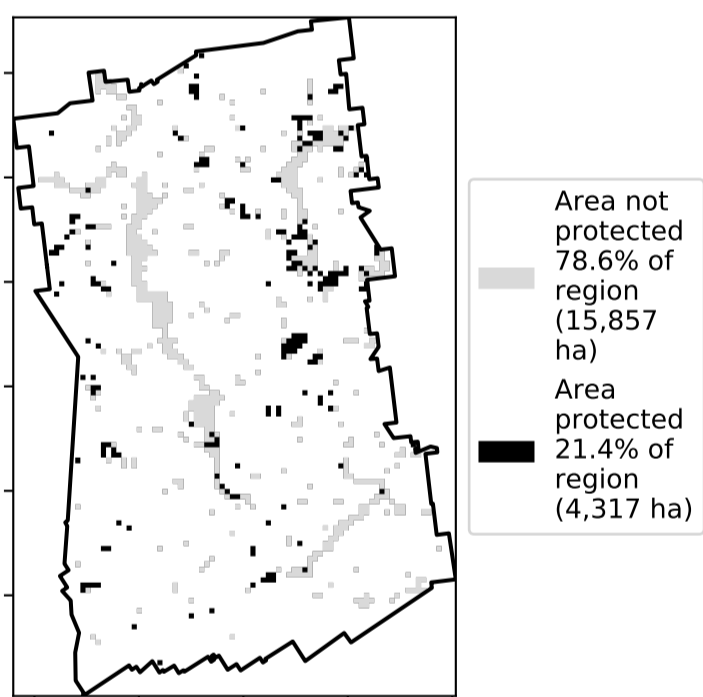 Area not
protected
78.6% of
region
(15,857
ha)
Area
protected
21.4% of
region
(4,317 ha)